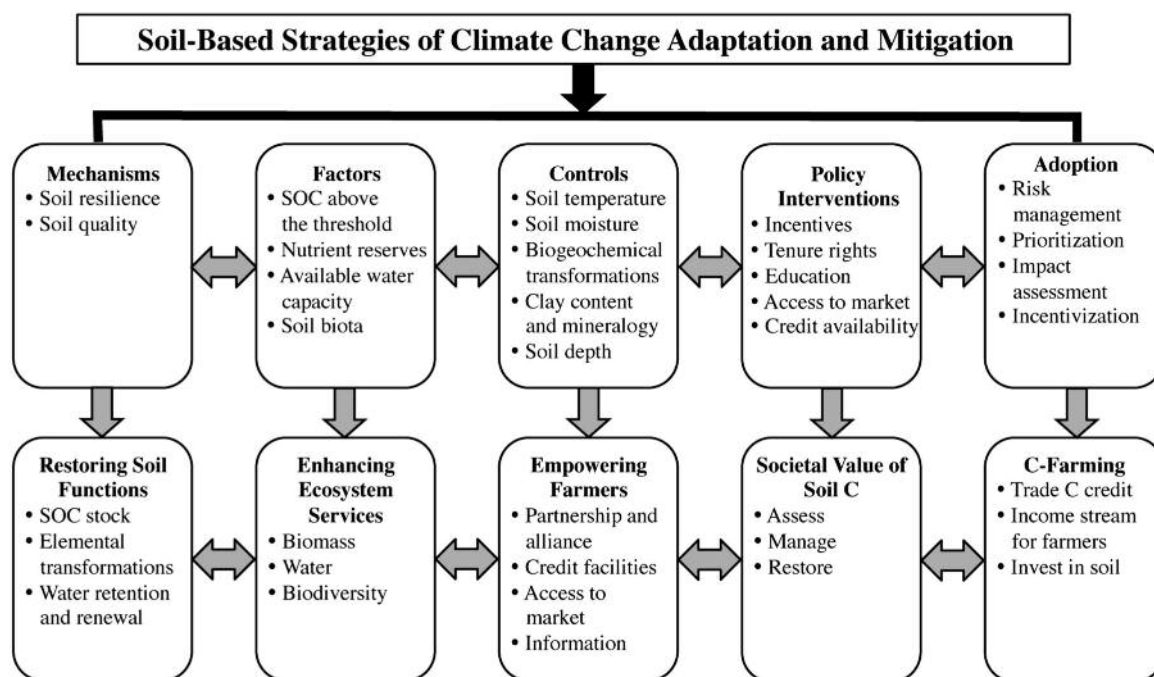 Soil-Based Strategies of Climate Change Adaptation and Mitigation
Mechanisms
• Soil resilience
• Soil quality
Factors
• SOC above
the threshold
• Nutrient reserves
• Available water
capacity
• Soil biota
Controls
• Soil temperature
• Soil moisture
• Biogeochemical
transformations
• Clay content
and mineralogy
• Soil depth
Policy
Interventions
• Incentives
• Tenure rights
• Education
• Access to market
• Credit availability
Adoption
• Risk
management
• Prioritization
• Impact
assessment
• Incentivization
Restoring Soil
Functions
• SOC stock
• Elemental
transformations
• Water retention
and renewal
Enhancing
Ecosystem
Services
• Biomass
• Water
• Biodiversity
Empowering
Farmers
• Partnership and
alliance
• Credit facilities
• Access to
market
• Information
Societal Value of
Soil C
• Assess
• Manage
• Restore
C-Farming
• Trade C credit
• Income stream
for farmers
• Invest in soil